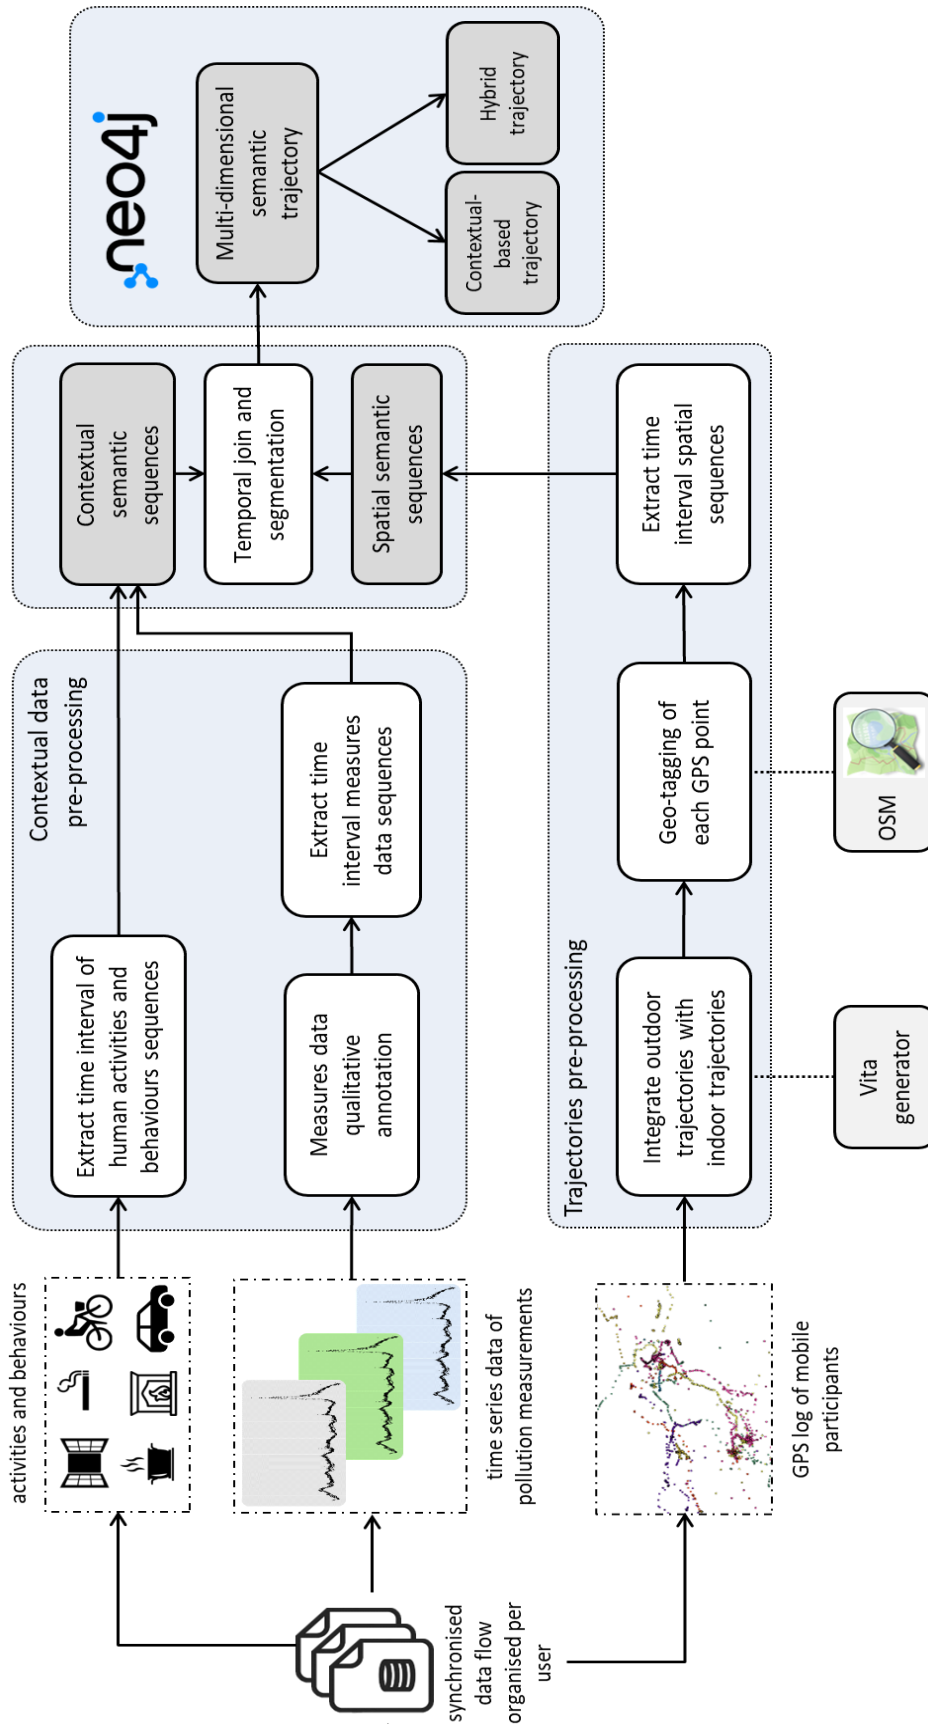 synchronised
data flow
organised per
user
activities and behaviours
time series data of
pollution measurements
GPS log of mobile
participants
Contextual data
pre-processing
Extract time interval of
human activities and
behaviours sequences
Measures data
qualitative
annotation
Extract time
interval measures
data sequences
Trajectories pre-processing
Integrate outdoor
trajectories with
indoor trajectories
Geo-tagging of
each GPS point
Extract time
interval spatial
sequences
Vita
generator
OSM
Contextual
semantic
sequences
Temporal join and
segmentation
Spatial semantic
sequences
neo4j
Multi-dimensional
semantic
trajectory
Contextual-
based
trajectory
Hybrid
trajectory